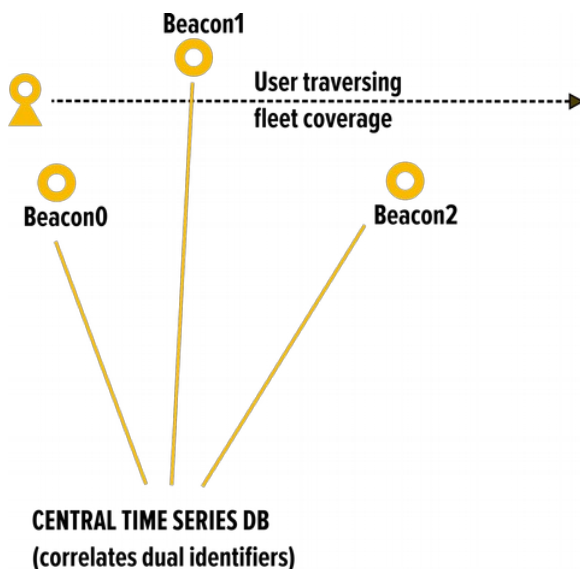 Beacon1
User traversing
fleet coverage
Beacon0
Beacon2
CENTRAL TIME SERIES DB
(correlates dual identifiers)